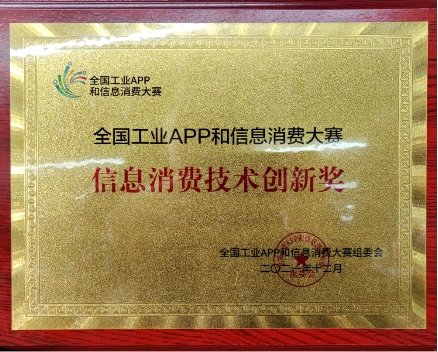 全国工业APP
和信息消费大赛
全国工业APP和信息消费大赛
信息消费技术创新奖
全国工业APP和信息消费大赛组委会
二〇二一年十二月